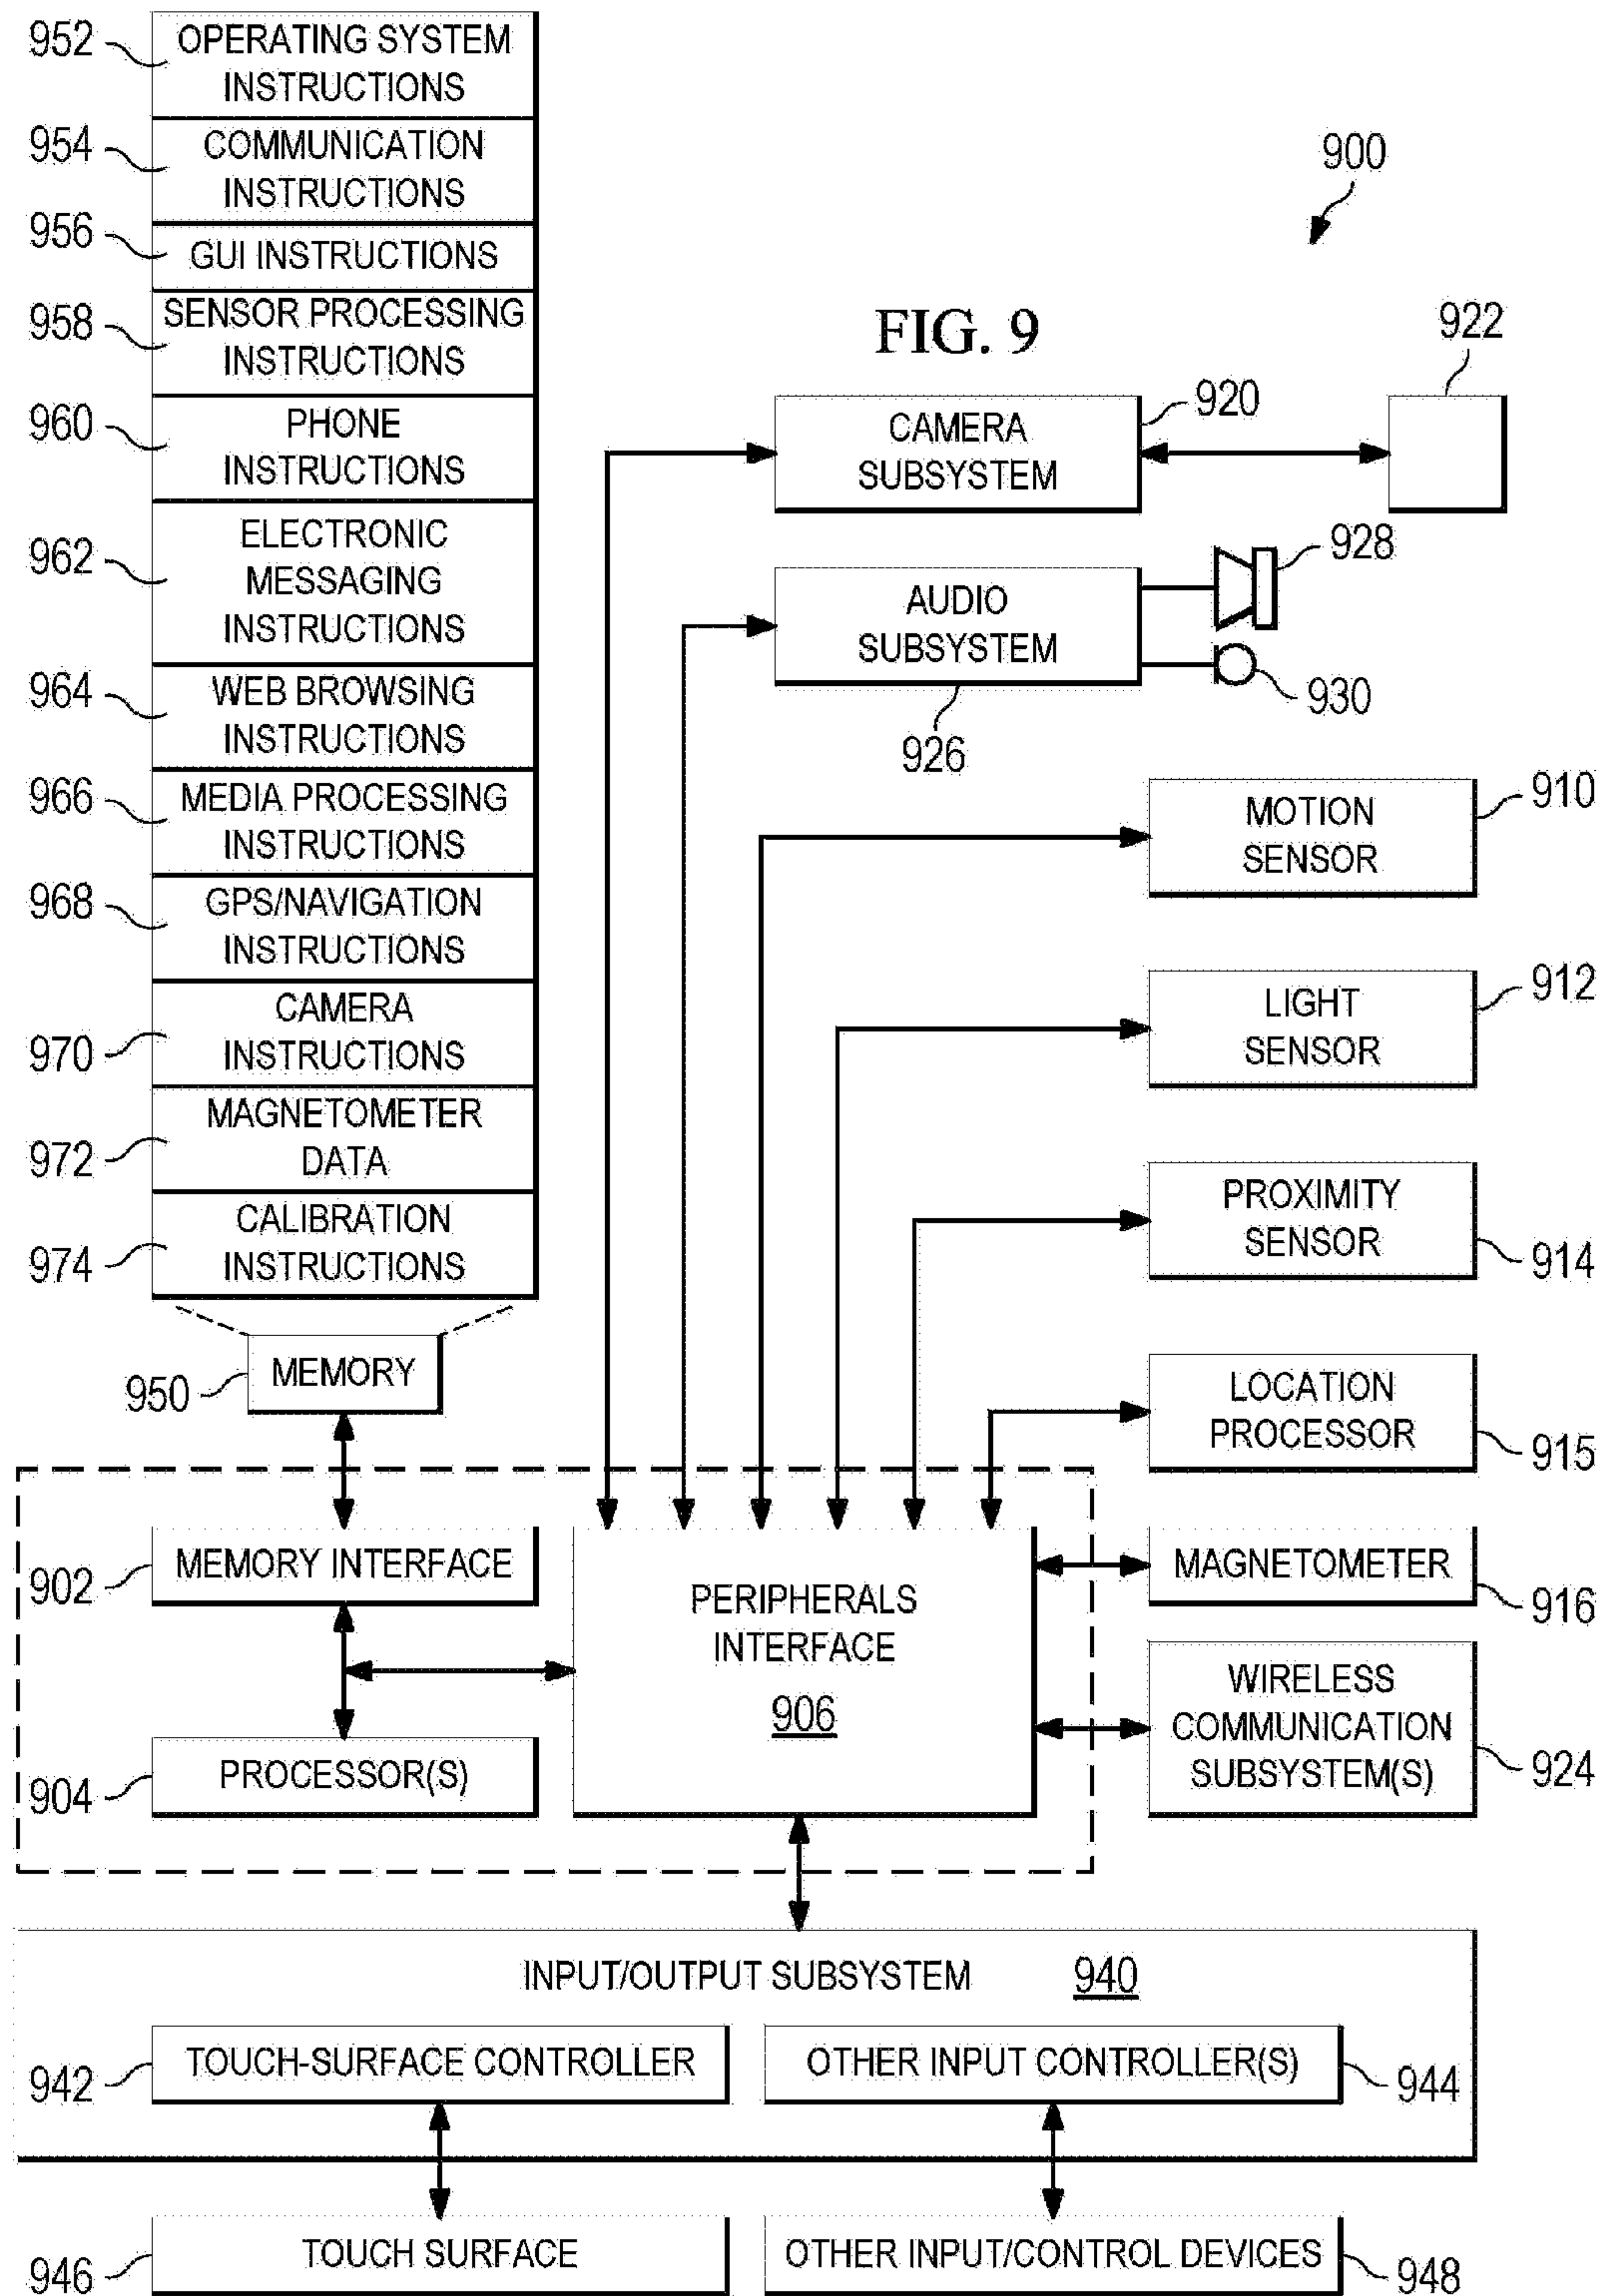 952
OPERATING SYSTEM
INSTRUCTIONS
954
COMMUNICATION
INSTRUCTIONS
956
GUI INSTRUCTIONS
958
SENSOR PROCESSING
INSTRUCTIONS
960
PHONE
INSTRUCTIONS
962
ELECTRONIC
MESSAGING
INSTRUCTIONS
964
WEB BROWSING
INSTRUCTIONS
966
MEDIA PROCESSING
INSTRUCTIONS
968
GPS/NAVIGATION
INSTRUCTIONS
970
CAMERA
INSTRUCTIONS
972
MAGNETOMETER
DATA
974
CALIBRATION
INSTRUCTIONS
950
MEMORY
900
FIG. 9
CAMERA
SUBSYSTEM
920
922
AUDIO
SUBSYSTEM
926
928
930
MOTION
SENSOR
910
LIGHT
SENSOR
912
PROXIMITY
SENSOR
914
LOCATION
PROCESSOR
915
902
MEMORY INTERFACE
904
PROCESSOR(S)
PERIPHERALS
INTERFACE
906
MAGNETOMETER
916
WIRELESS
COMMUNICATION
SUBSYSTEM(S)
924
INPUT/OUTPUT SUBSYSTEM 940
942
TOUCH-SURFACE CONTROLLER
OTHER INPUT CONTROLLER(S)
944
946
TOUCH SURFACE
OTHER INPUT/CONTROL DEVICES
948